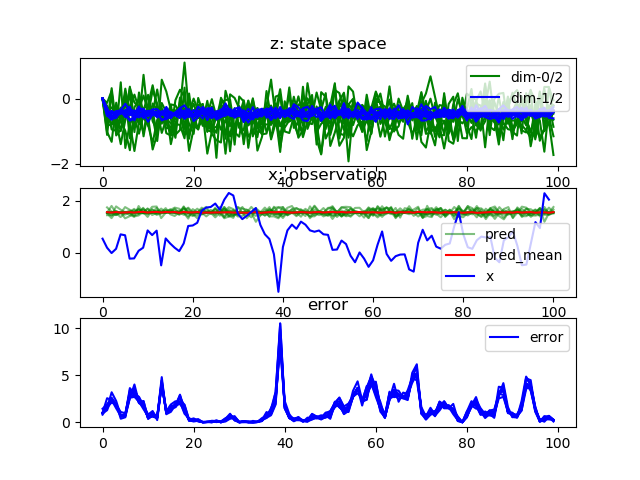 z: state space
0
−2
dim-0/2
dim-1/2
0 20 40 60 80 100
x: observation
2
0
pred
pred_mean
x
0 20 40 60 80 100
error
10
5
0
error
0 20 40 60 80 100